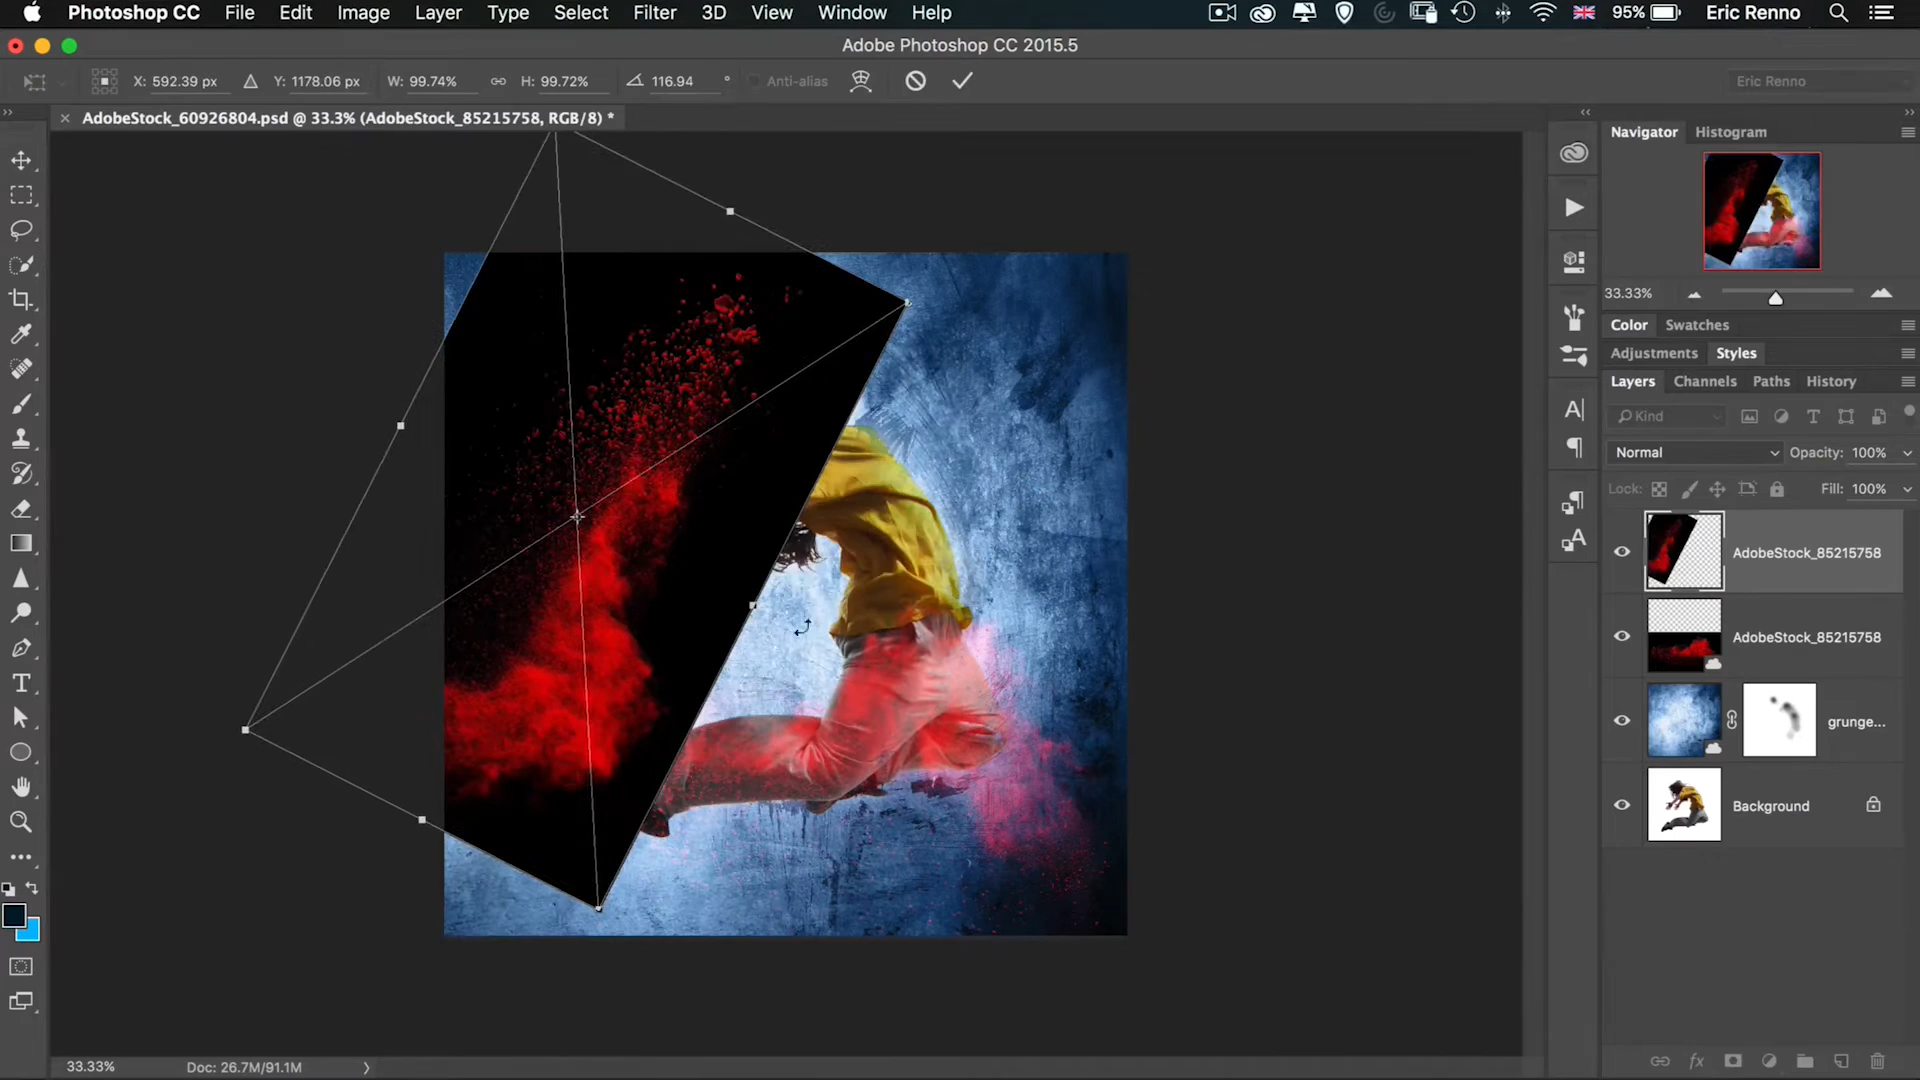 Photoshop CC File Edit Image Layer Type Select Filter 3D View Window Help 95% Eric Renno
Adobe Photoshop CC 2015.5
X: 592.39 px Y: 1178.06 px W: 99.74% H: 99.72% 116.94 ° Anti-alias Eric Renno
AdobeStock_60926804.psd @ 33.3% (AdobeStock_85215758, RGB/8) *
Navigator Histogram
33.33%
Color Swatches
Adjustments Styles
Layers Channels Paths History
Kind
Normal Opacity: 100%
Lock: Fill: 100%
AdobeStock_85215758
AdobeStock_85215758
grunge...
Background
33.33% Doc: 26.7M/91.1M